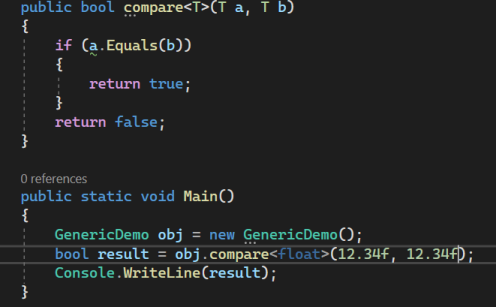 public bool compare<T>(T a, T b)
{
if (a.Equals(b))
{
return true;
}
return false;
}
0 references
public static void Main()
{
GenericDemo obj = new GenericDemo();
bool result = obj.compare<float>(12.34f, 12.34f);
Console.WriteLine(result);
}